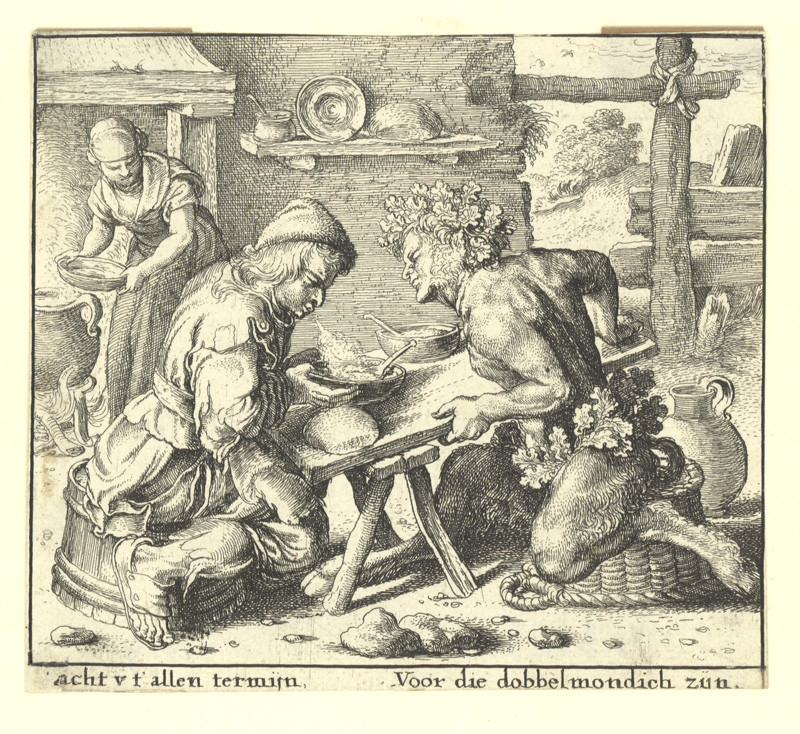 acht v t allen termijn, Voor die dobbelmondich zijn.